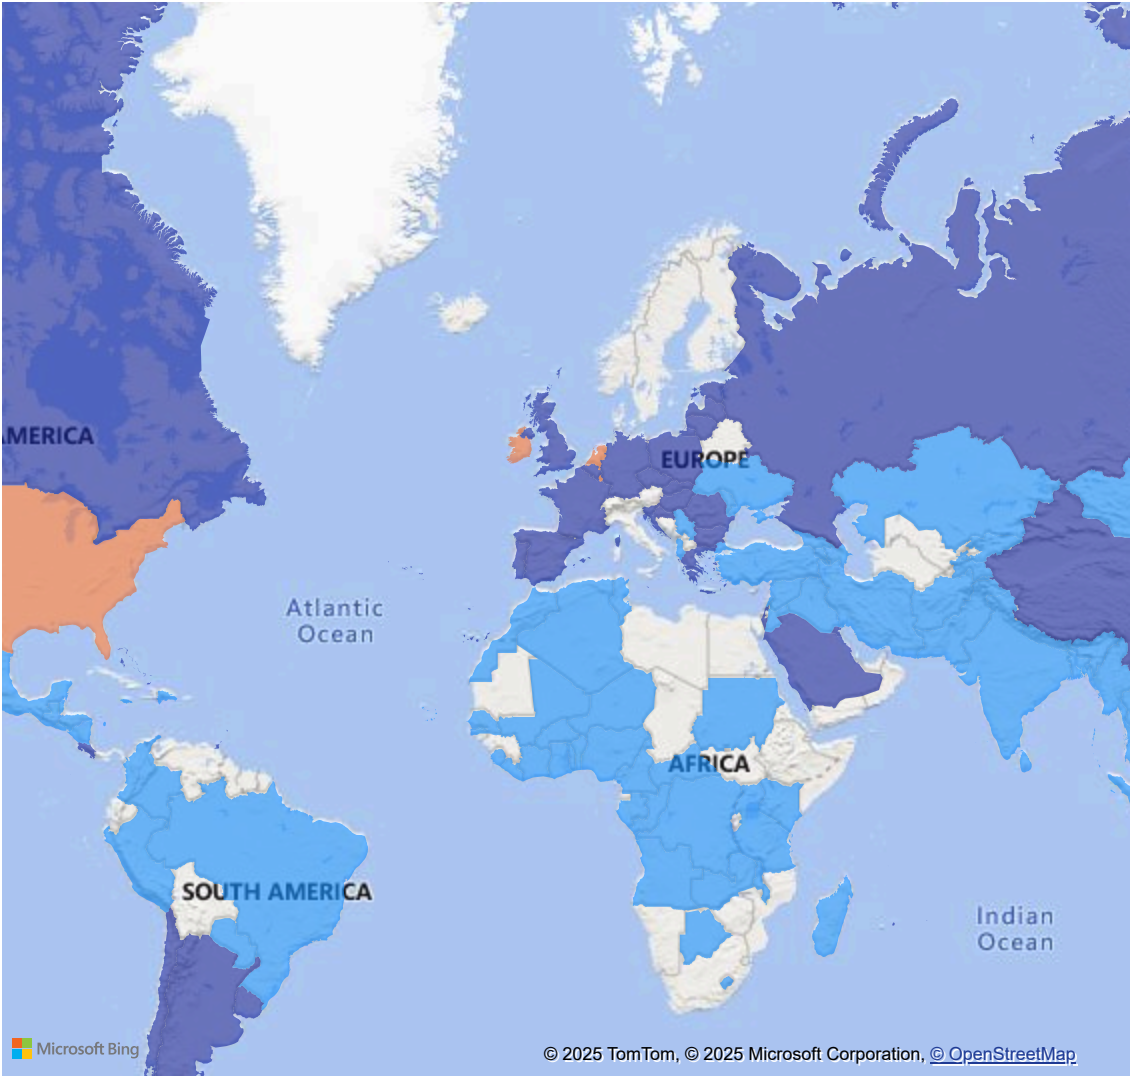 AMERICA
EUROPE
Atlantic
Ocean
AFRICA
SOUTH AMERICA
Indian
Ocean
Microsoft Bing
© 2025 TomTom, © 2025 Microsoft Corporation, © OpenStreetMap